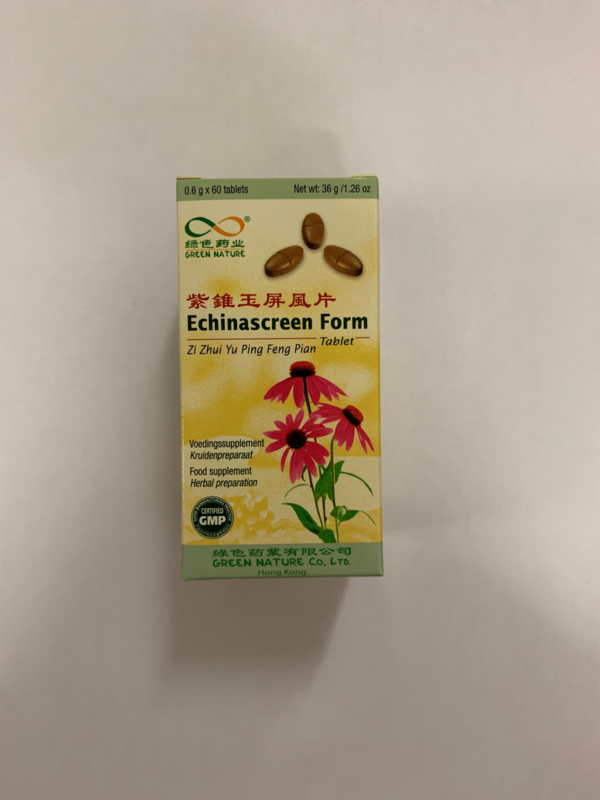 0.6 g x 60 tablets Net wt: 36 g /1.26 oz
®
绿色药业
GREEN NATURE
紫錐玉屏風片
Echinascreen Form
Tablet
Zi Zhui Yu Ping Feng Pian
Voedingssupplement
Kruidenpreparaat
Food supplement
Herbal preparation
CERTIFIED
GMP
綠色药業有限公司
GREEN NATURE CO. LTD.
Hong Kong